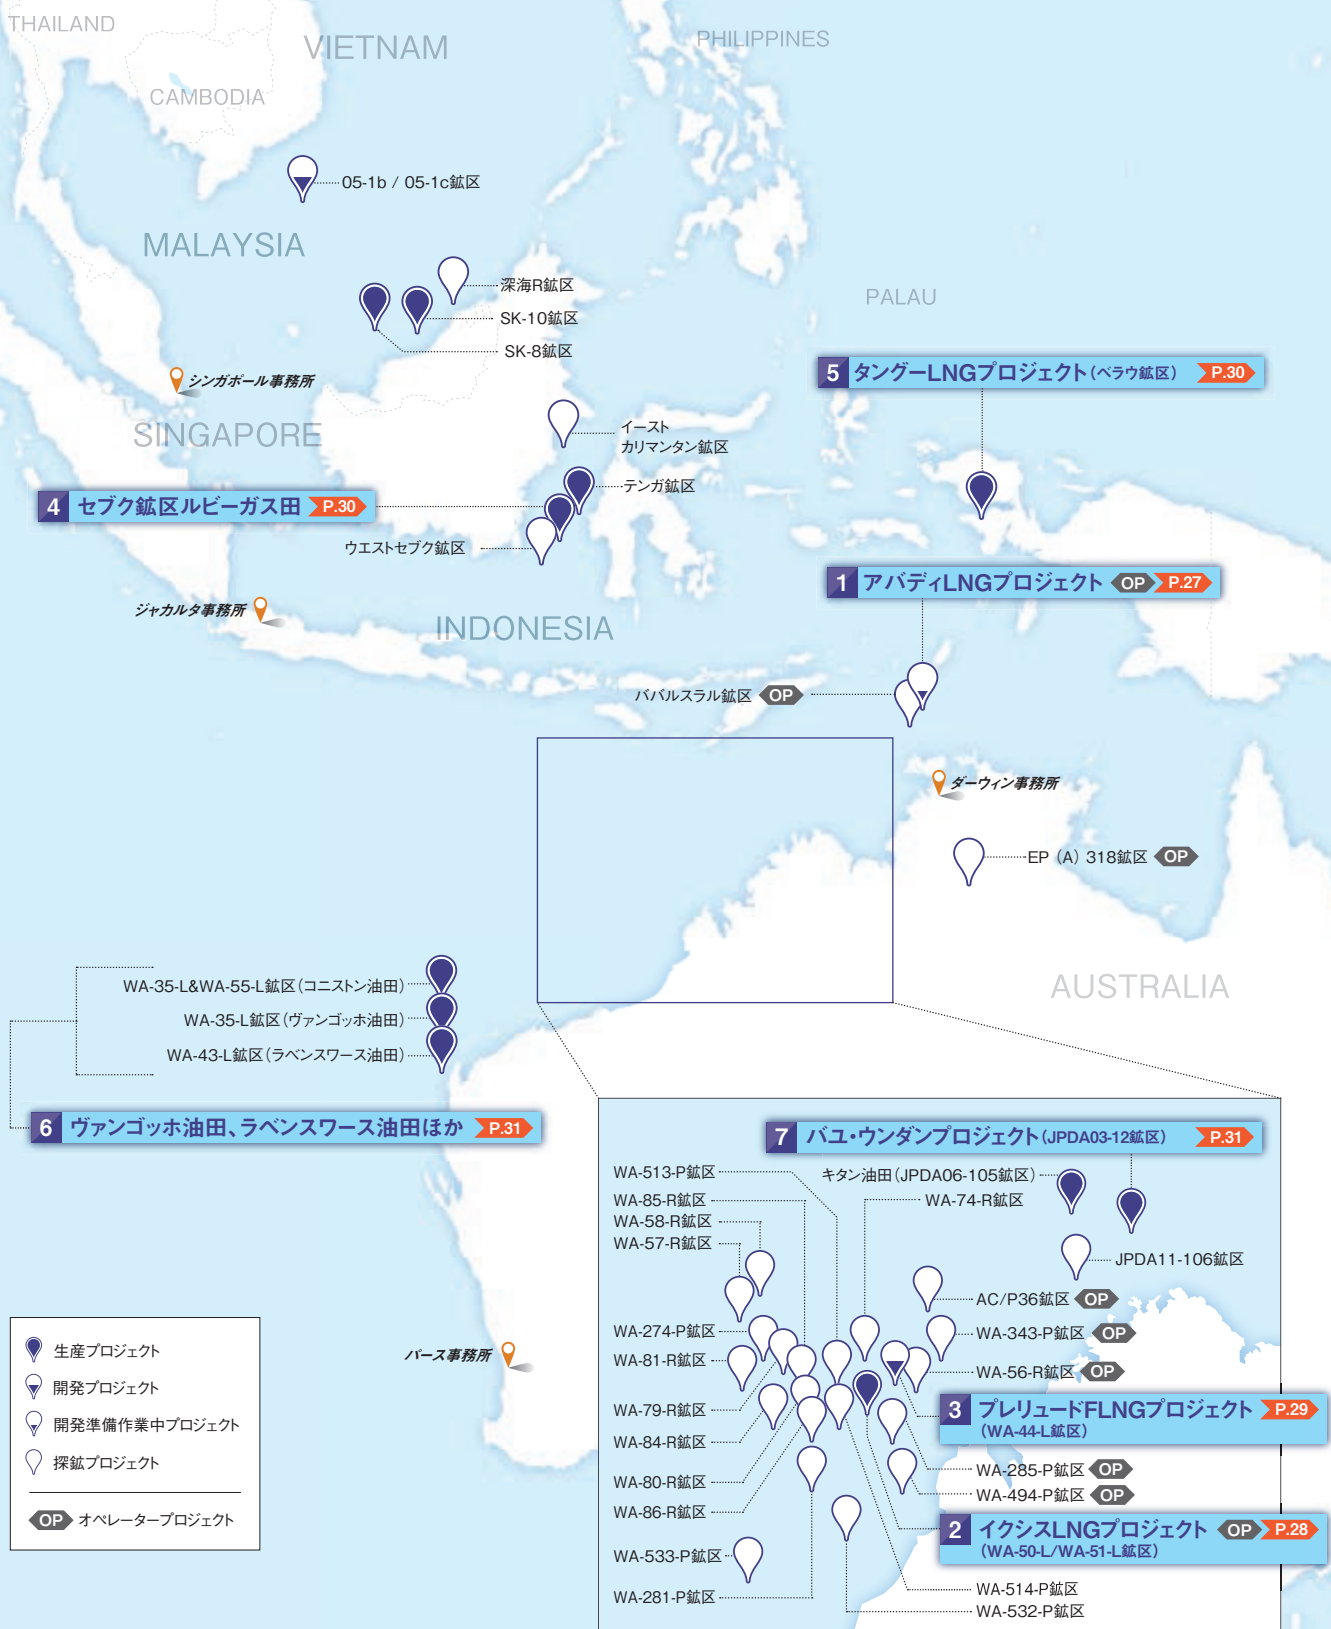 THAILAND
VIETNAM
PHILIPPINES
CAMBODIA
05-1b / 05-1c鉱区
MALAYSIA
深海R鉱区
SK-10鉱区
SK-8鉱区
PALAU
シンガポール事務所
SINGAPORE
5 タングーLNGプロジェクト(ベラウ鉱区) P.30
イースト
カリマンタン鉱区
テンガ鉱区
4 セブク鉱区ルビーガス田 P.30
ウエストセブク鉱区
1 アバディLNGプロジェクト OP P.27
ジャカルタ事務所
INDONESIA
ババルスラル鉱区 OP
ダーウィン事務所
EP (A) 318鉱区 OP
AUSTRALIA
WA-35-L&WA-55-L鉱区(コニストン油田)
WA-35-L鉱区(ヴァンゴッホ油田)
WA-43-L鉱区(ラベンスワース油田)
6 ヴァンゴッホ油田、ラベンスワース油田ほか P.31
7 バユ・ウンダンプロジェクト(JPDA03-12鉱区) P.31
WA-513-P鉱区
キタン油田(JPDA06-105鉱区)
WA-85-R鉱区
WA-74-R鉱区
WA-58-R鉱区
WA-57-R鉱区
JPDA11-106鉱区
AC/P36鉱区 OP
WA-274-P鉱区
WA-343-P鉱区 OP
WA-81-R鉱区
WA-56-R鉱区 OP
WA-79-R鉱区
3 プレリュードFLNGプロジェクト P.29
(WA-44-L鉱区)
WA-84-R鉱区
WA-285-P鉱区 OP
WA-80-R鉱区
WA-494-P鉱区 OP
WA-86-R鉱区
2 イクシスLNGプロジェクト OP P.28
(WA-50-L/WA-51-L鉱区)
WA-533-P鉱区
WA-514-P鉱区
WA-281-P鉱区
WA-532-P鉱区
パース事務所
生産プロジェクト
開発プロジェクト
開発準備作業中プロジェクト
探鉱プロジェクト
OP オペレータープロジェクト